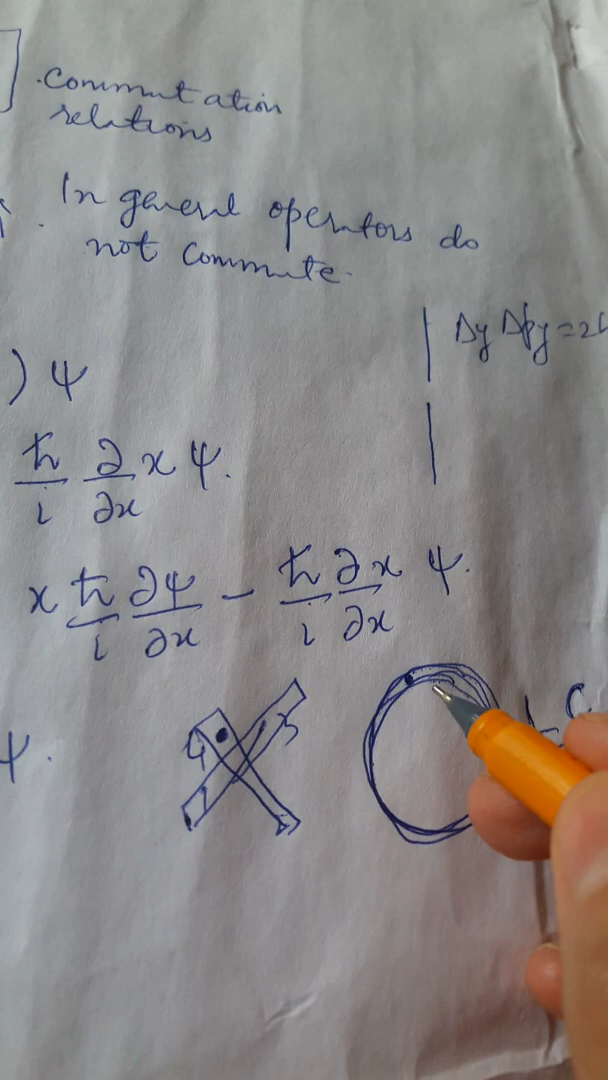 . Commutation
relations
. In general operators do
not commute.
Δy Δpy = 2
) ψ
ħ/i ∂/∂x x ψ.
x ħ/i ∂ψ/∂x - ħ/i ∂x/∂x ψ.
ψ.